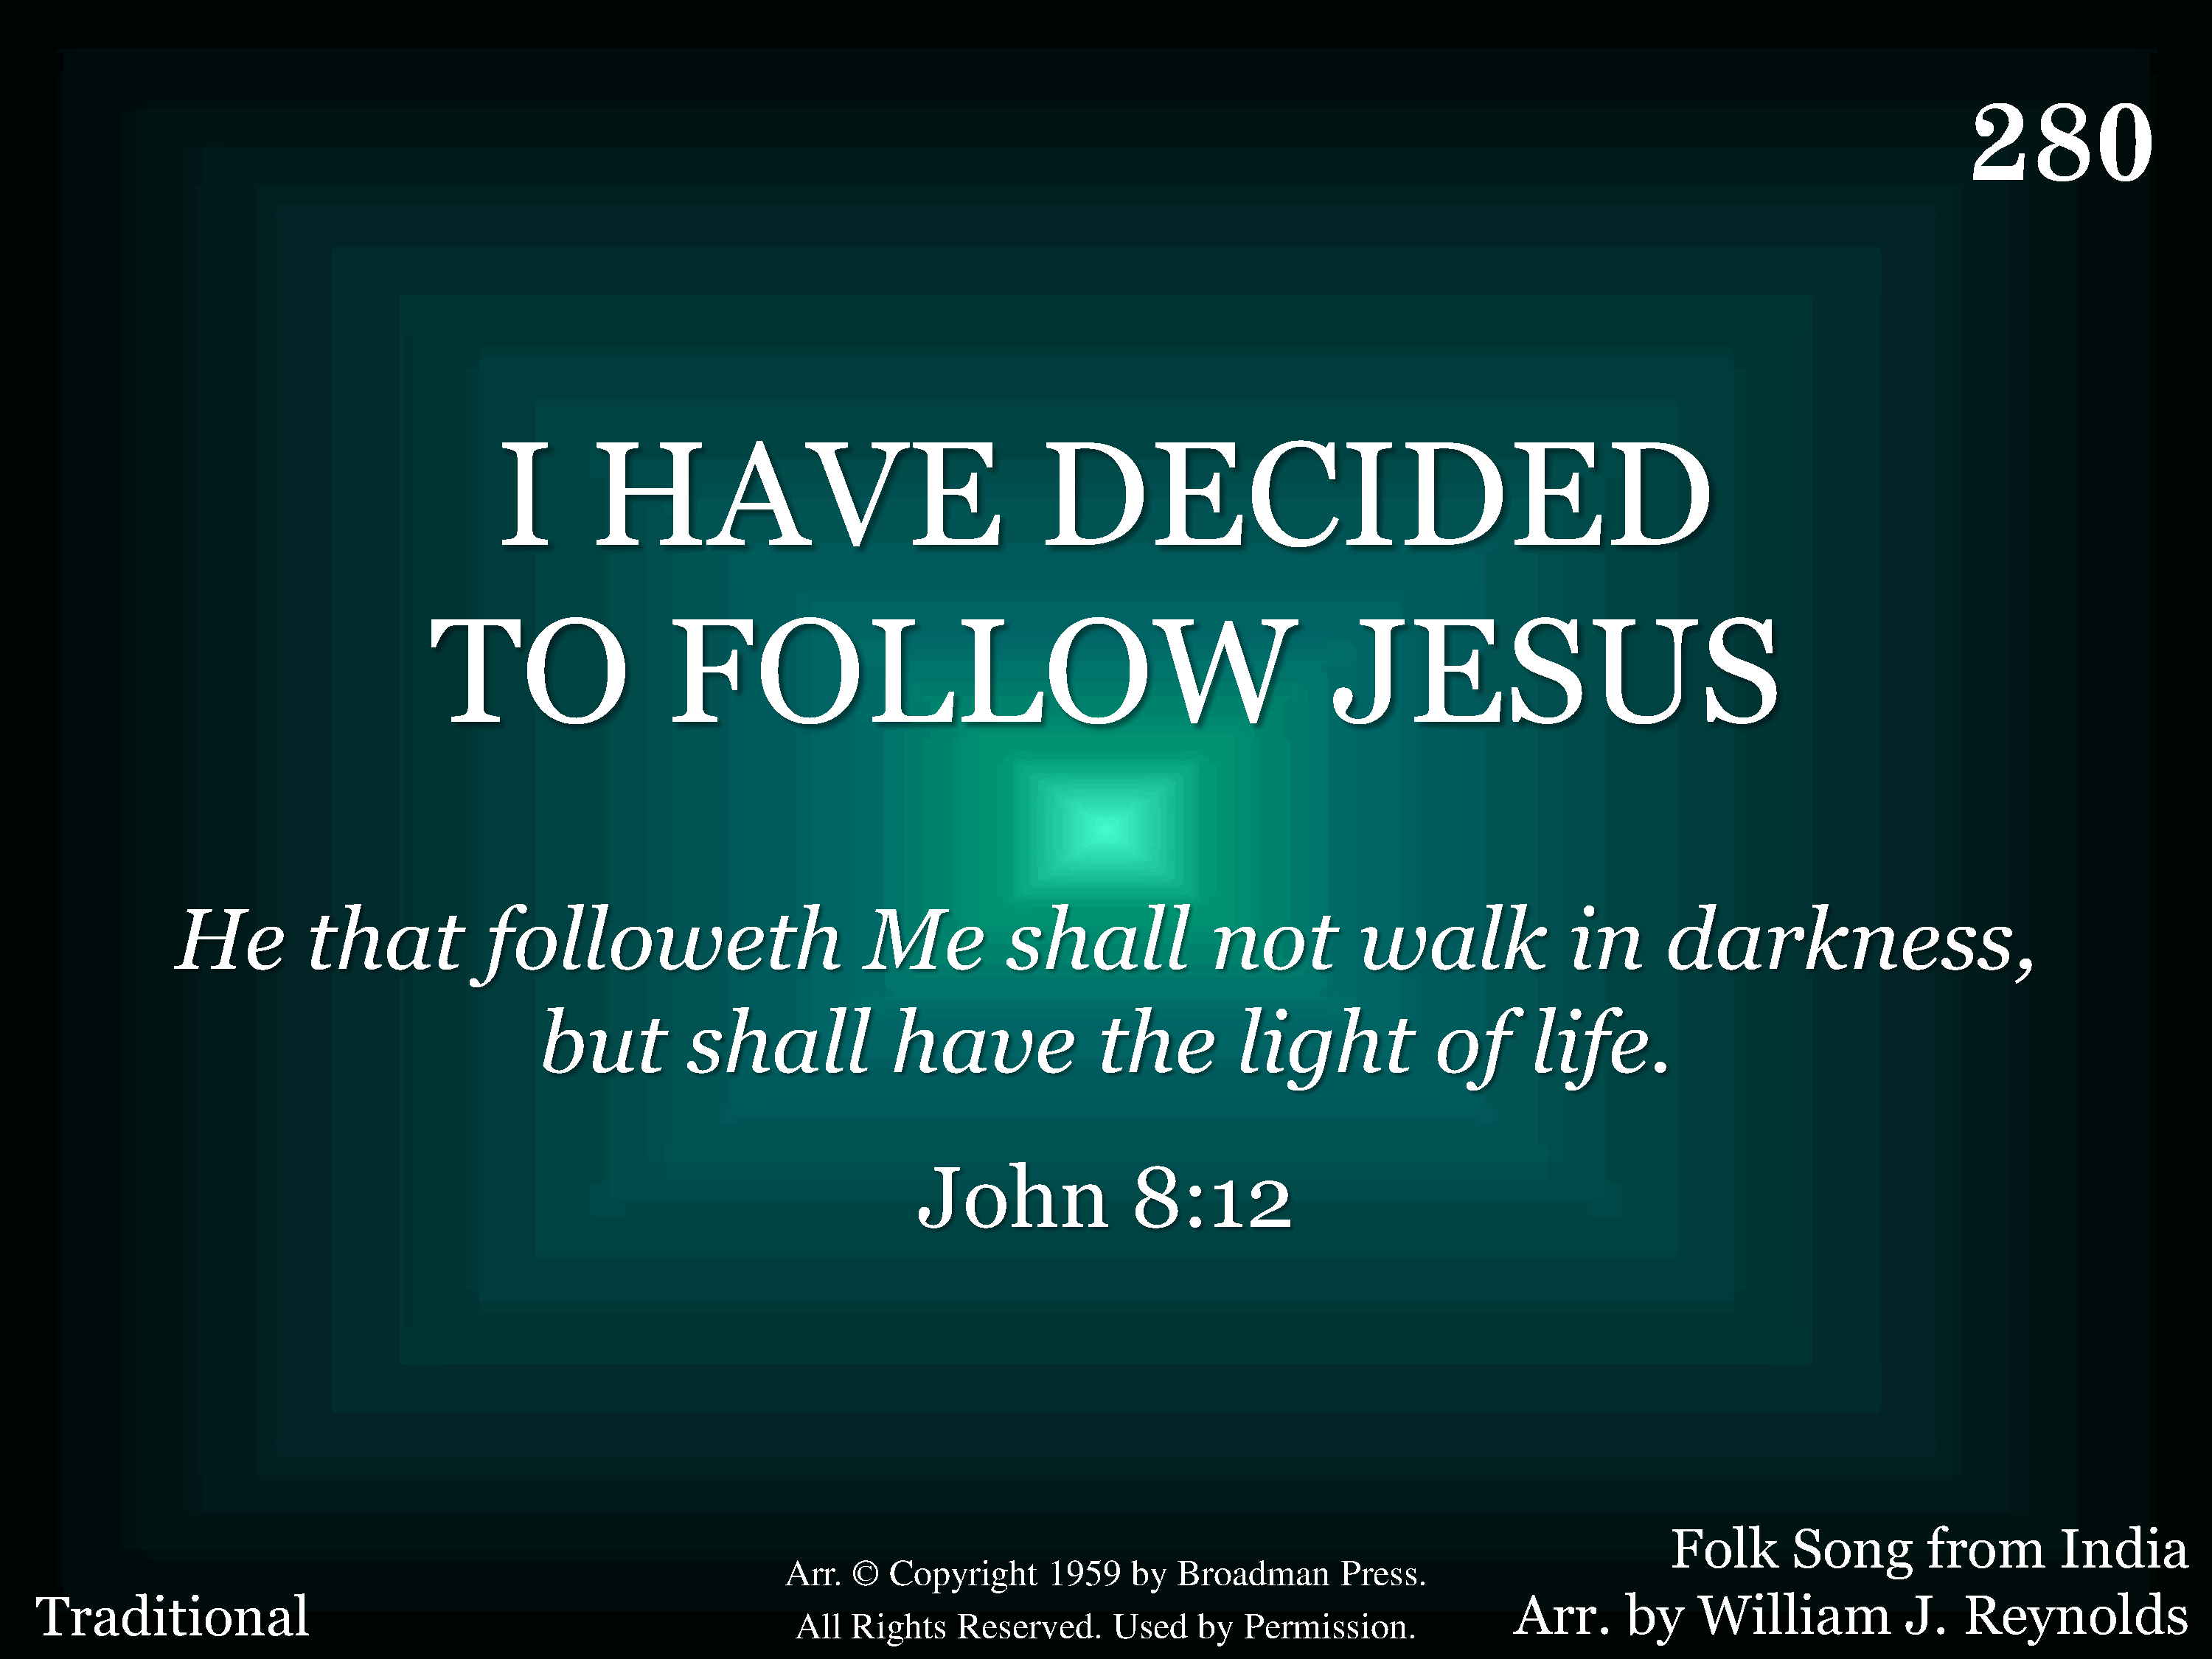 280
I HAVE DECIDED
TO FOLLOW JESUS
He that followeth Me shall not walk in darkness,
but shall have the light of life.
John 8:12
Traditional
Arr. © Copyright 1959 by Broadman Press.
All Rights Reserved. Used by Permission.
Folk Song from India
Arr. by William J. Reynolds